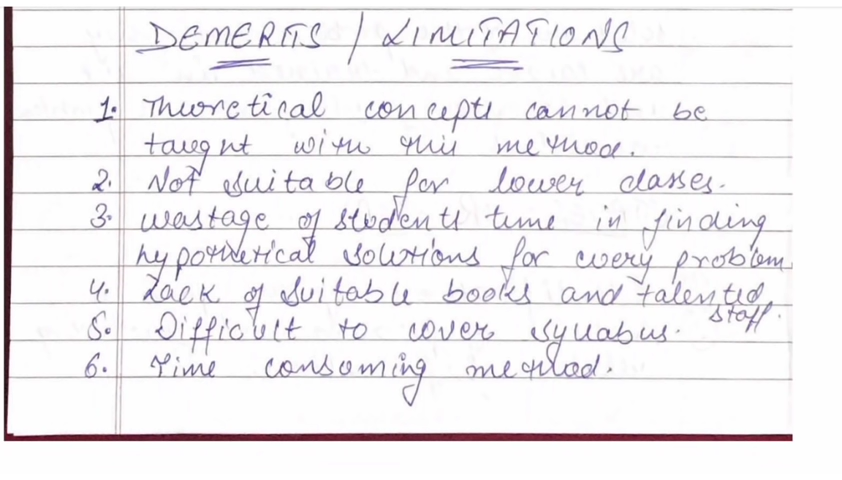 DEMERITS / LIMITATIONS
1. Theoretical concepts cannot be
taught with this method.
2. Not suitable for lower classes.
3. Wastage of students time in finding
hypothetical solutions for every problem.
4. Lack of suitable books and talented
staff.
5. Difficult to cover syllabus.
6. Time consuming method.